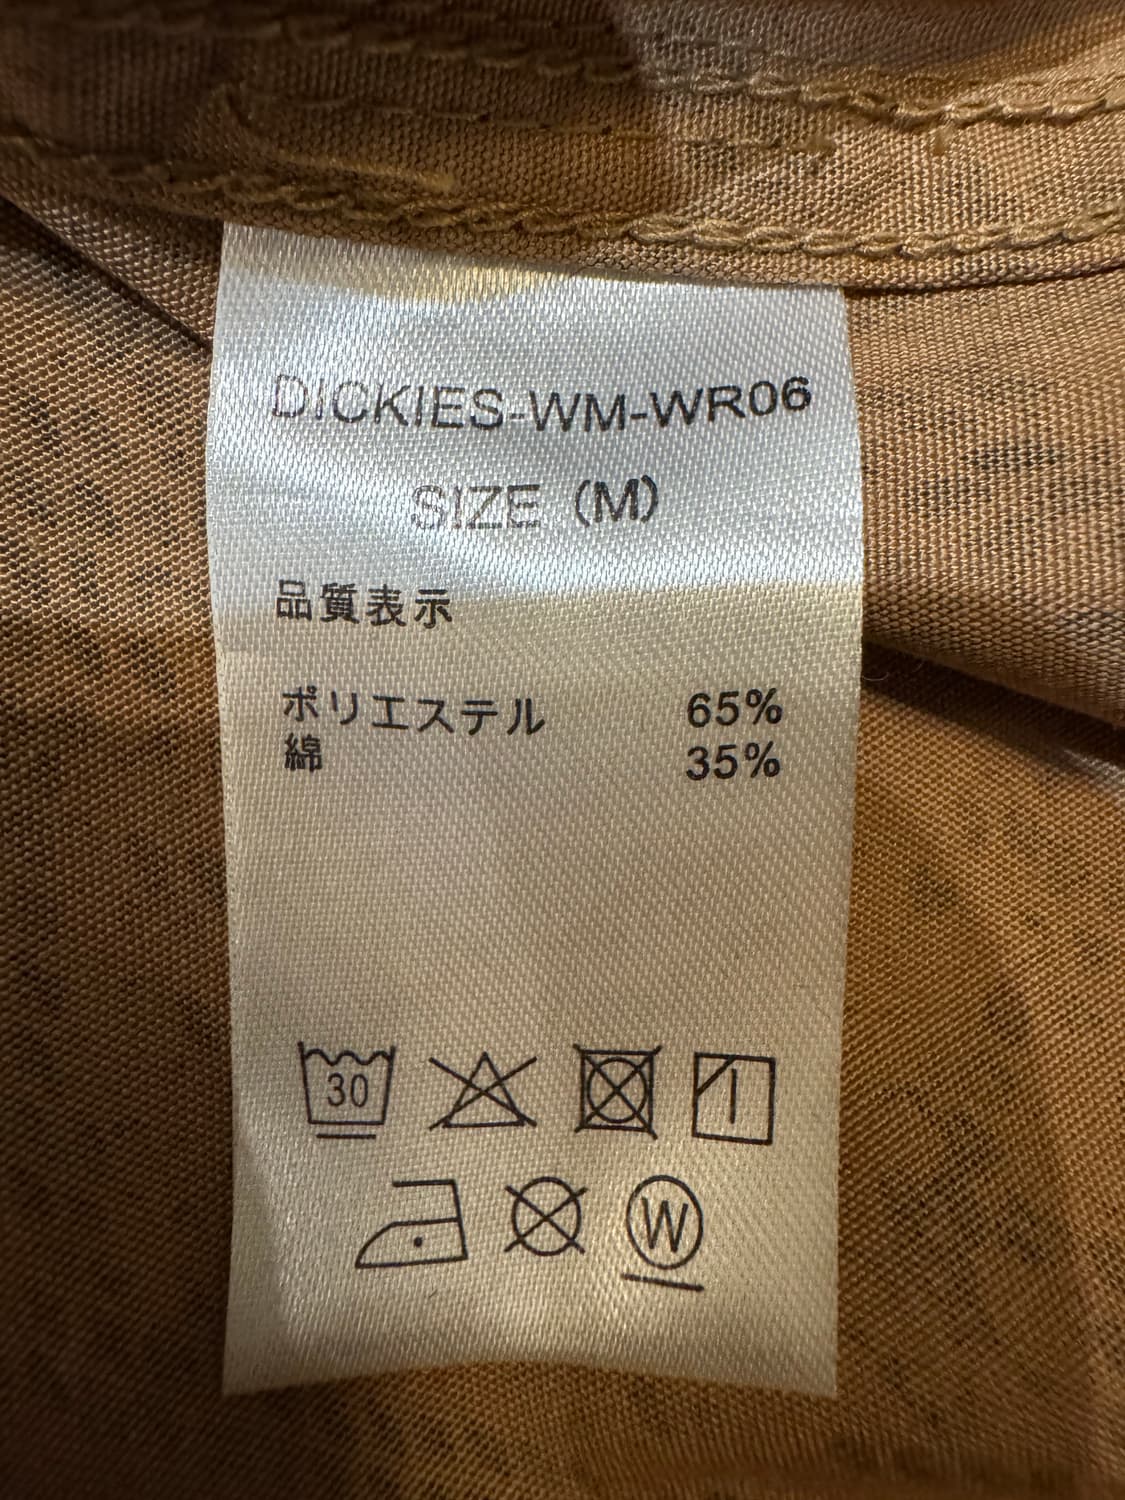 DICKIES-WM-WR06
SIZE (M)
品質表示
ポリエステル 65%
綿 35%
30
W